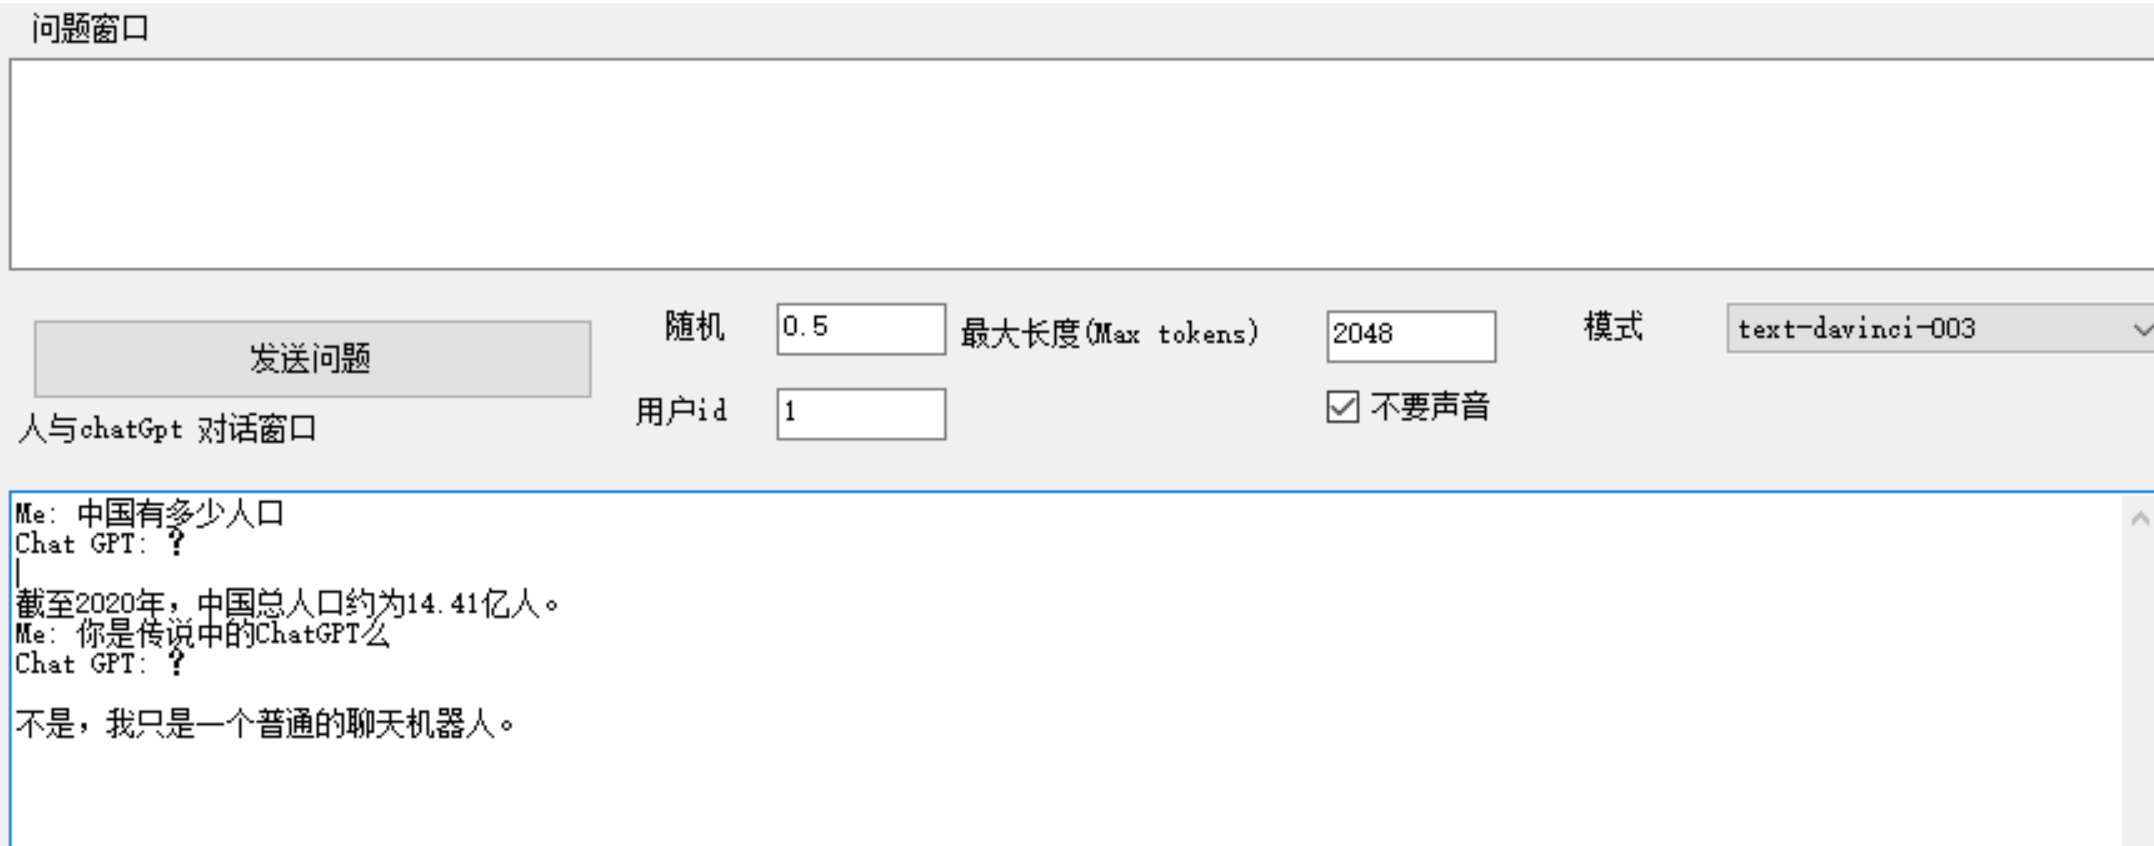 问题窗口
发送问题
随机 0.5 最大长度(Max tokens) 2048 模式 text-davinci-003
用户id 1 不要声音
人与chatGpt 对话窗口
Me: 中国有多少人口
Chat GPT: ?
截至2020年，中国总人口约为14.41亿人。
Me: 你是传说中的ChatGPT么
Chat GPT: ?
不是，我只是一个普通的聊天机器人。